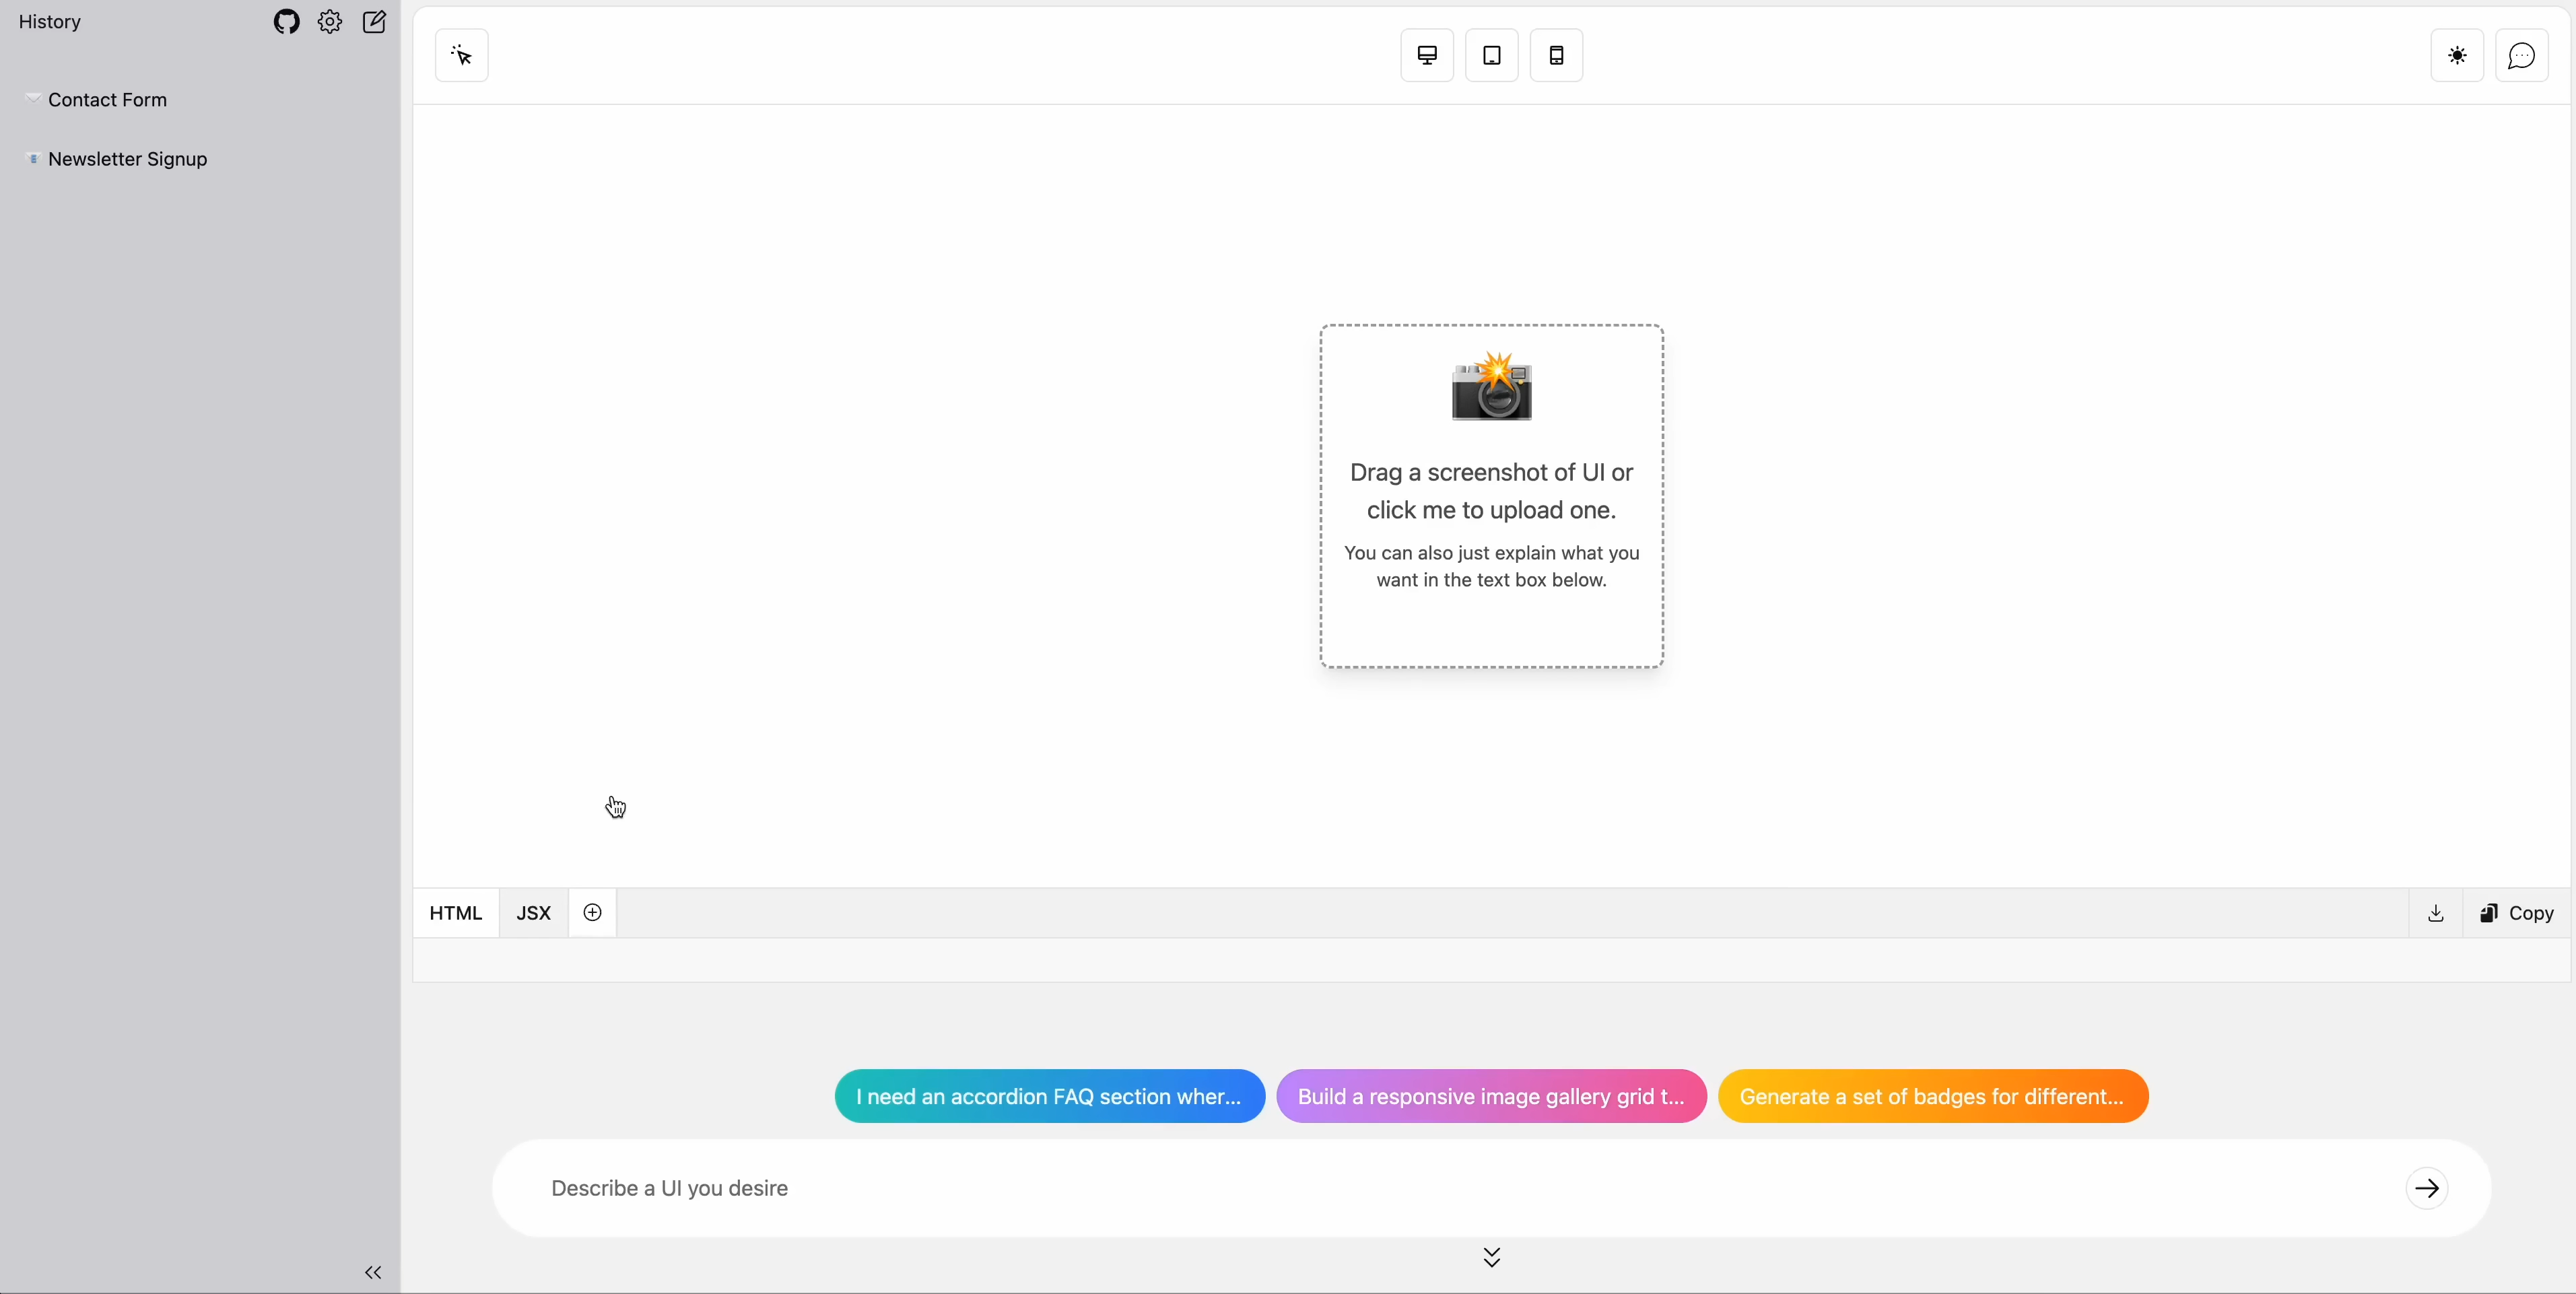 History
Contact Form
Newsletter Signup
Drag a screenshot of UI or
click me to upload one.
You can also just explain what you
want in the text box below.
HTML JSX Copy
I need an accordion FAQ section wher... Build a responsive image gallery grid t... Generate a set of badges for different...
Describe a UI you desire